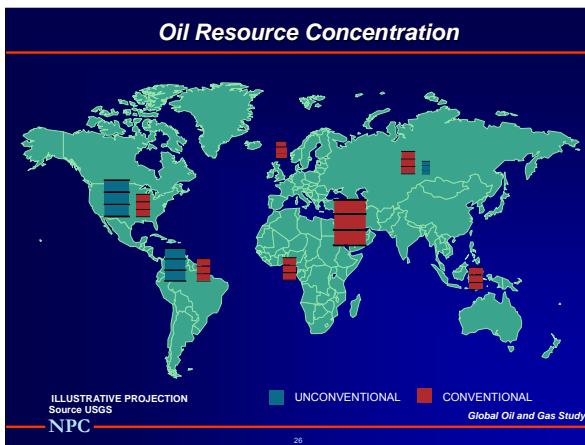 Oil Resource Concentration
UNCONVENTIONAL
CONVENTIONAL
ILLUSTRATIVE PROJECTION
Source USGS
Global Oil and Gas Study
NPC
26